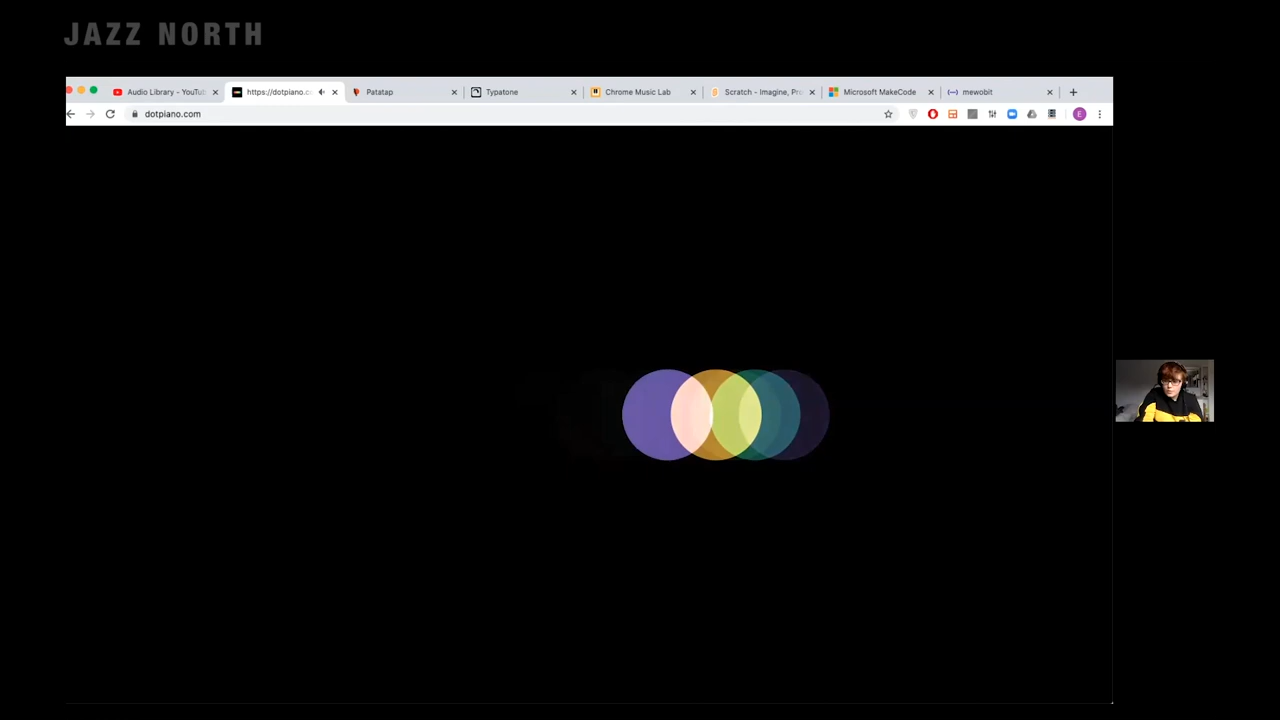 JAZZ NORTH
Audio Library - YouTu
https://dotpiano.c
Patatap
Typatone
Chrome Music Lab
Scratch - Imagine, Pr
Microsoft MakeCode
mewobit
dotpiano.com
E